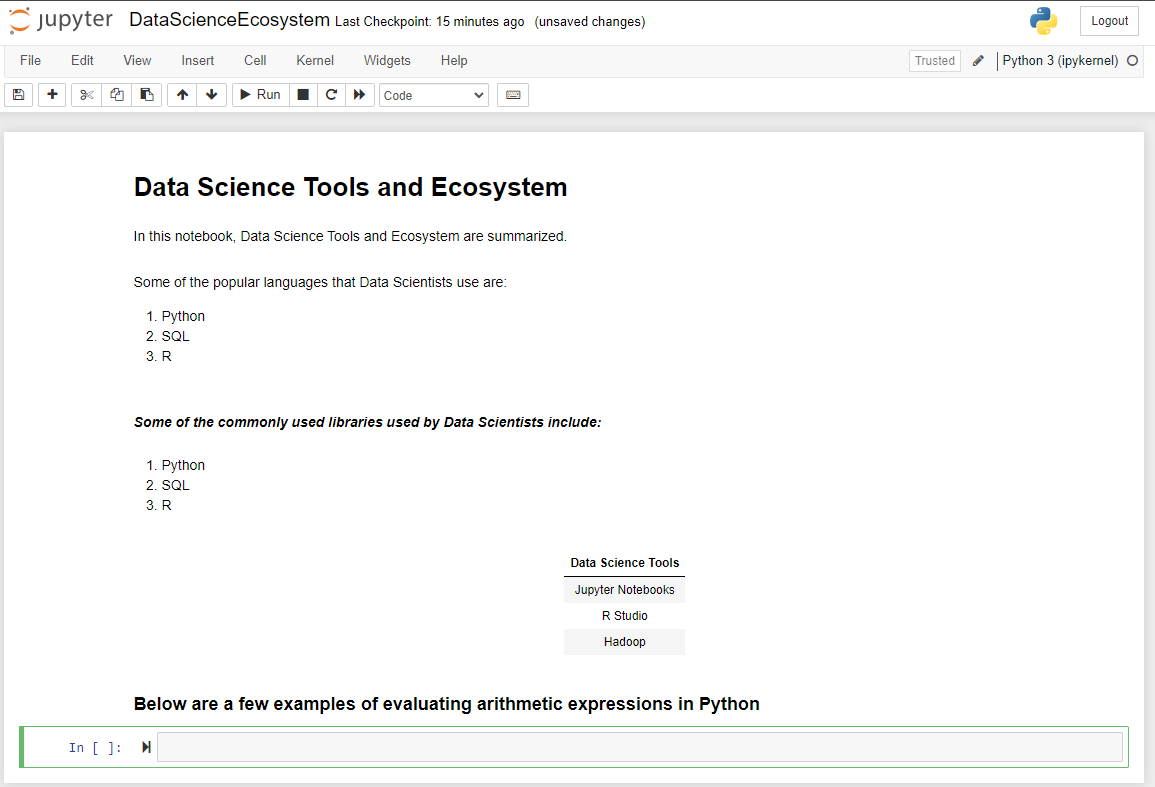 jupyter DataScienceEcosystem Last Checkpoint: 15 minutes ago (unsaved changes) Logout
File Edit View Insert Cell Kernel Widgets Help Trusted Python 3 (ipykernel)
Run Code
Data Science Tools and Ecosystem
In this notebook, Data Science Tools and Ecosystem are summarized.
Some of the popular languages that Data Scientists use are:
1. Python
2. SQL
3. R
Some of the commonly used libraries used by Data Scientists include:
1. Python
2. SQL
3. R
Data Science Tools
Jupyter Notebooks
R Studio
Hadoop
Below are a few examples of evaluating arithmetic expressions in Python
In [ ]: